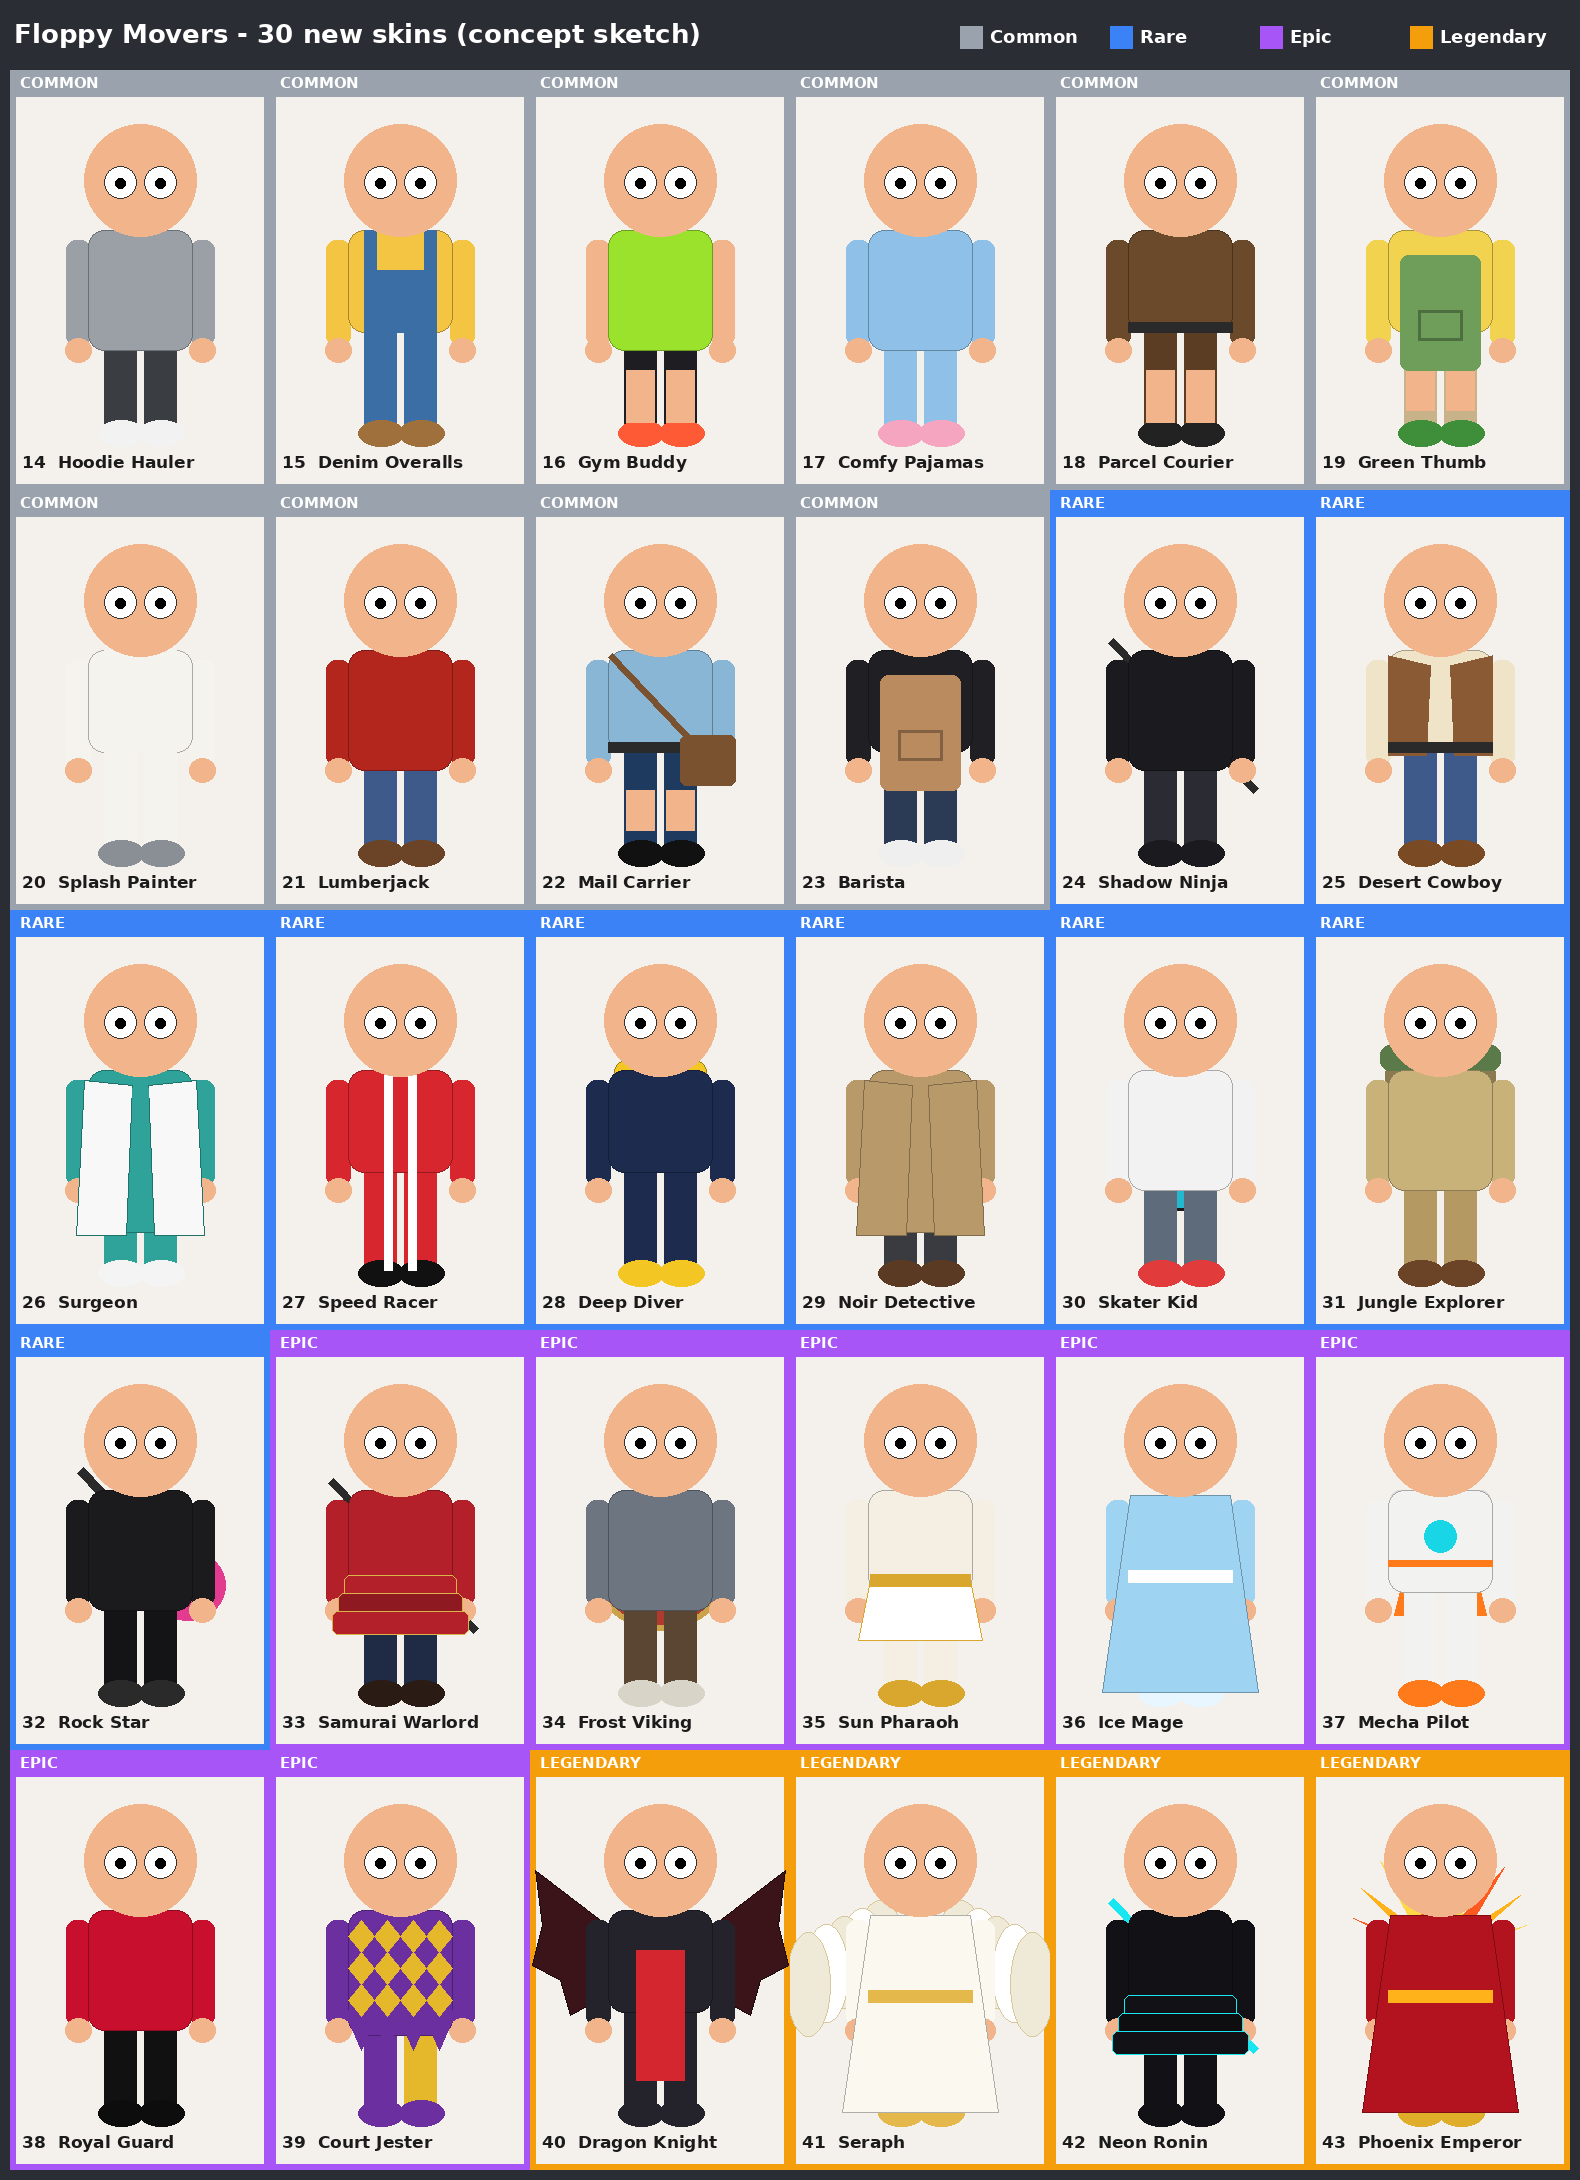 Floppy Movers - 30 new skins (concept sketch)
Common
Rare
Epic
Legendary
COMMON
COMMON
COMMON
COMMON
COMMON
COMMON
14 Hoodie Hauler
15 Denim Overalls
16 Gym Buddy
17 Comfy Pajamas
18 Parcel Courier
19 Green Thumb
COMMON
COMMON
COMMON
COMMON
RARE
RARE
20 Splash Painter
21 Lumberjack
22 Mail Carrier
23 Barista
24 Shadow Ninja
25 Desert Cowboy
RARE
RARE
RARE
RARE
RARE
RARE
26 Surgeon
27 Speed Racer
28 Deep Diver
29 Noir Detective
30 Skater Kid
31 Jungle Explorer
RARE
EPIC
EPIC
EPIC
EPIC
EPIC
32 Rock Star
33 Samurai Warlord
34 Frost Viking
35 Sun Pharaoh
36 Ice Mage
37 Mecha Pilot
EPIC
EPIC
LEGENDARY
LEGENDARY
LEGENDARY
LEGENDARY
38 Royal Guard
39 Court Jester
40 Dragon Knight
41 Seraph
42 Neon Ronin
43 Phoenix Emperor